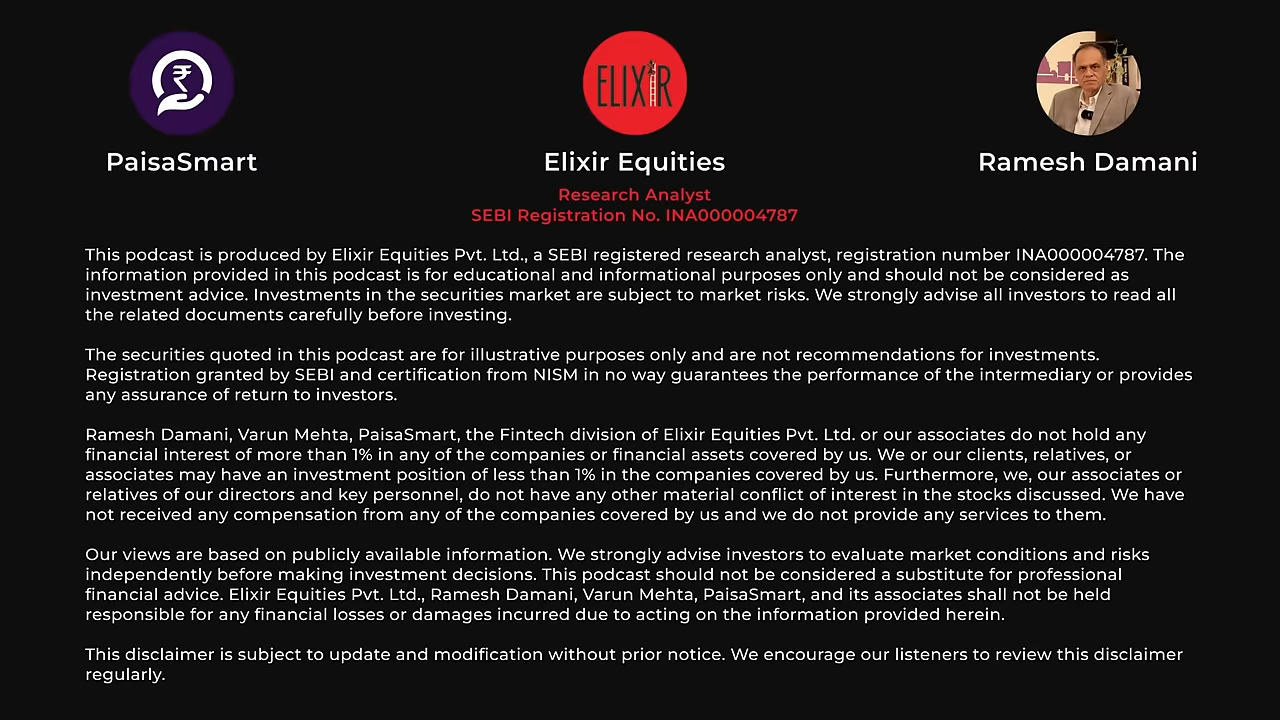 ₹
ELIXIR
PaisaSmart
Elixir Equities
Ramesh Damani
Research Analyst
SEBI Registration No. INA000004787
This podcast is produced by Elixir Equities Pvt. Ltd., a SEBI registered research analyst, registration number INA000004787. The
information provided in this podcast is for educational and informational purposes only and should not be considered as
investment advice. Investments in the securities market are subject to market risks. We strongly advise all investors to read all
the related documents carefully before investing.
The securities quoted in this podcast are for illustrative purposes only and are not recommendations for investments.
Registration granted by SEBI and certification from NISM in no way guarantees the performance of the intermediary or provides
any assurance of return to investors.
Ramesh Damani, Varun Mehta, PaisaSmart, the Fintech division of Elixir Equities Pvt. Ltd. or our associates do not hold any
financial interest of more than 1% in any of the companies or financial assets covered by us. We or our clients, relatives, or
associates may have an investment position of less than 1% in the companies covered by us. Furthermore, we, our associates or
relatives of our directors and key personnel, do not have any other material conflict of interest in the stocks discussed. We have
not received any compensation from any of the companies covered by us and we do not provide any services to them.
Our views are based on publicly available information. We strongly advise investors to evaluate market conditions and risks
independently before making investment decisions. This podcast should not be considered a substitute for professional
financial advice. Elixir Equities Pvt. Ltd., Ramesh Damani, Varun Mehta, PaisaSmart, and its associates shall not be held
responsible for any financial losses or damages incurred due to acting on the information provided herein.
This disclaimer is subject to update and modification without prior notice. We encourage our listeners to review this disclaimer
regularly.